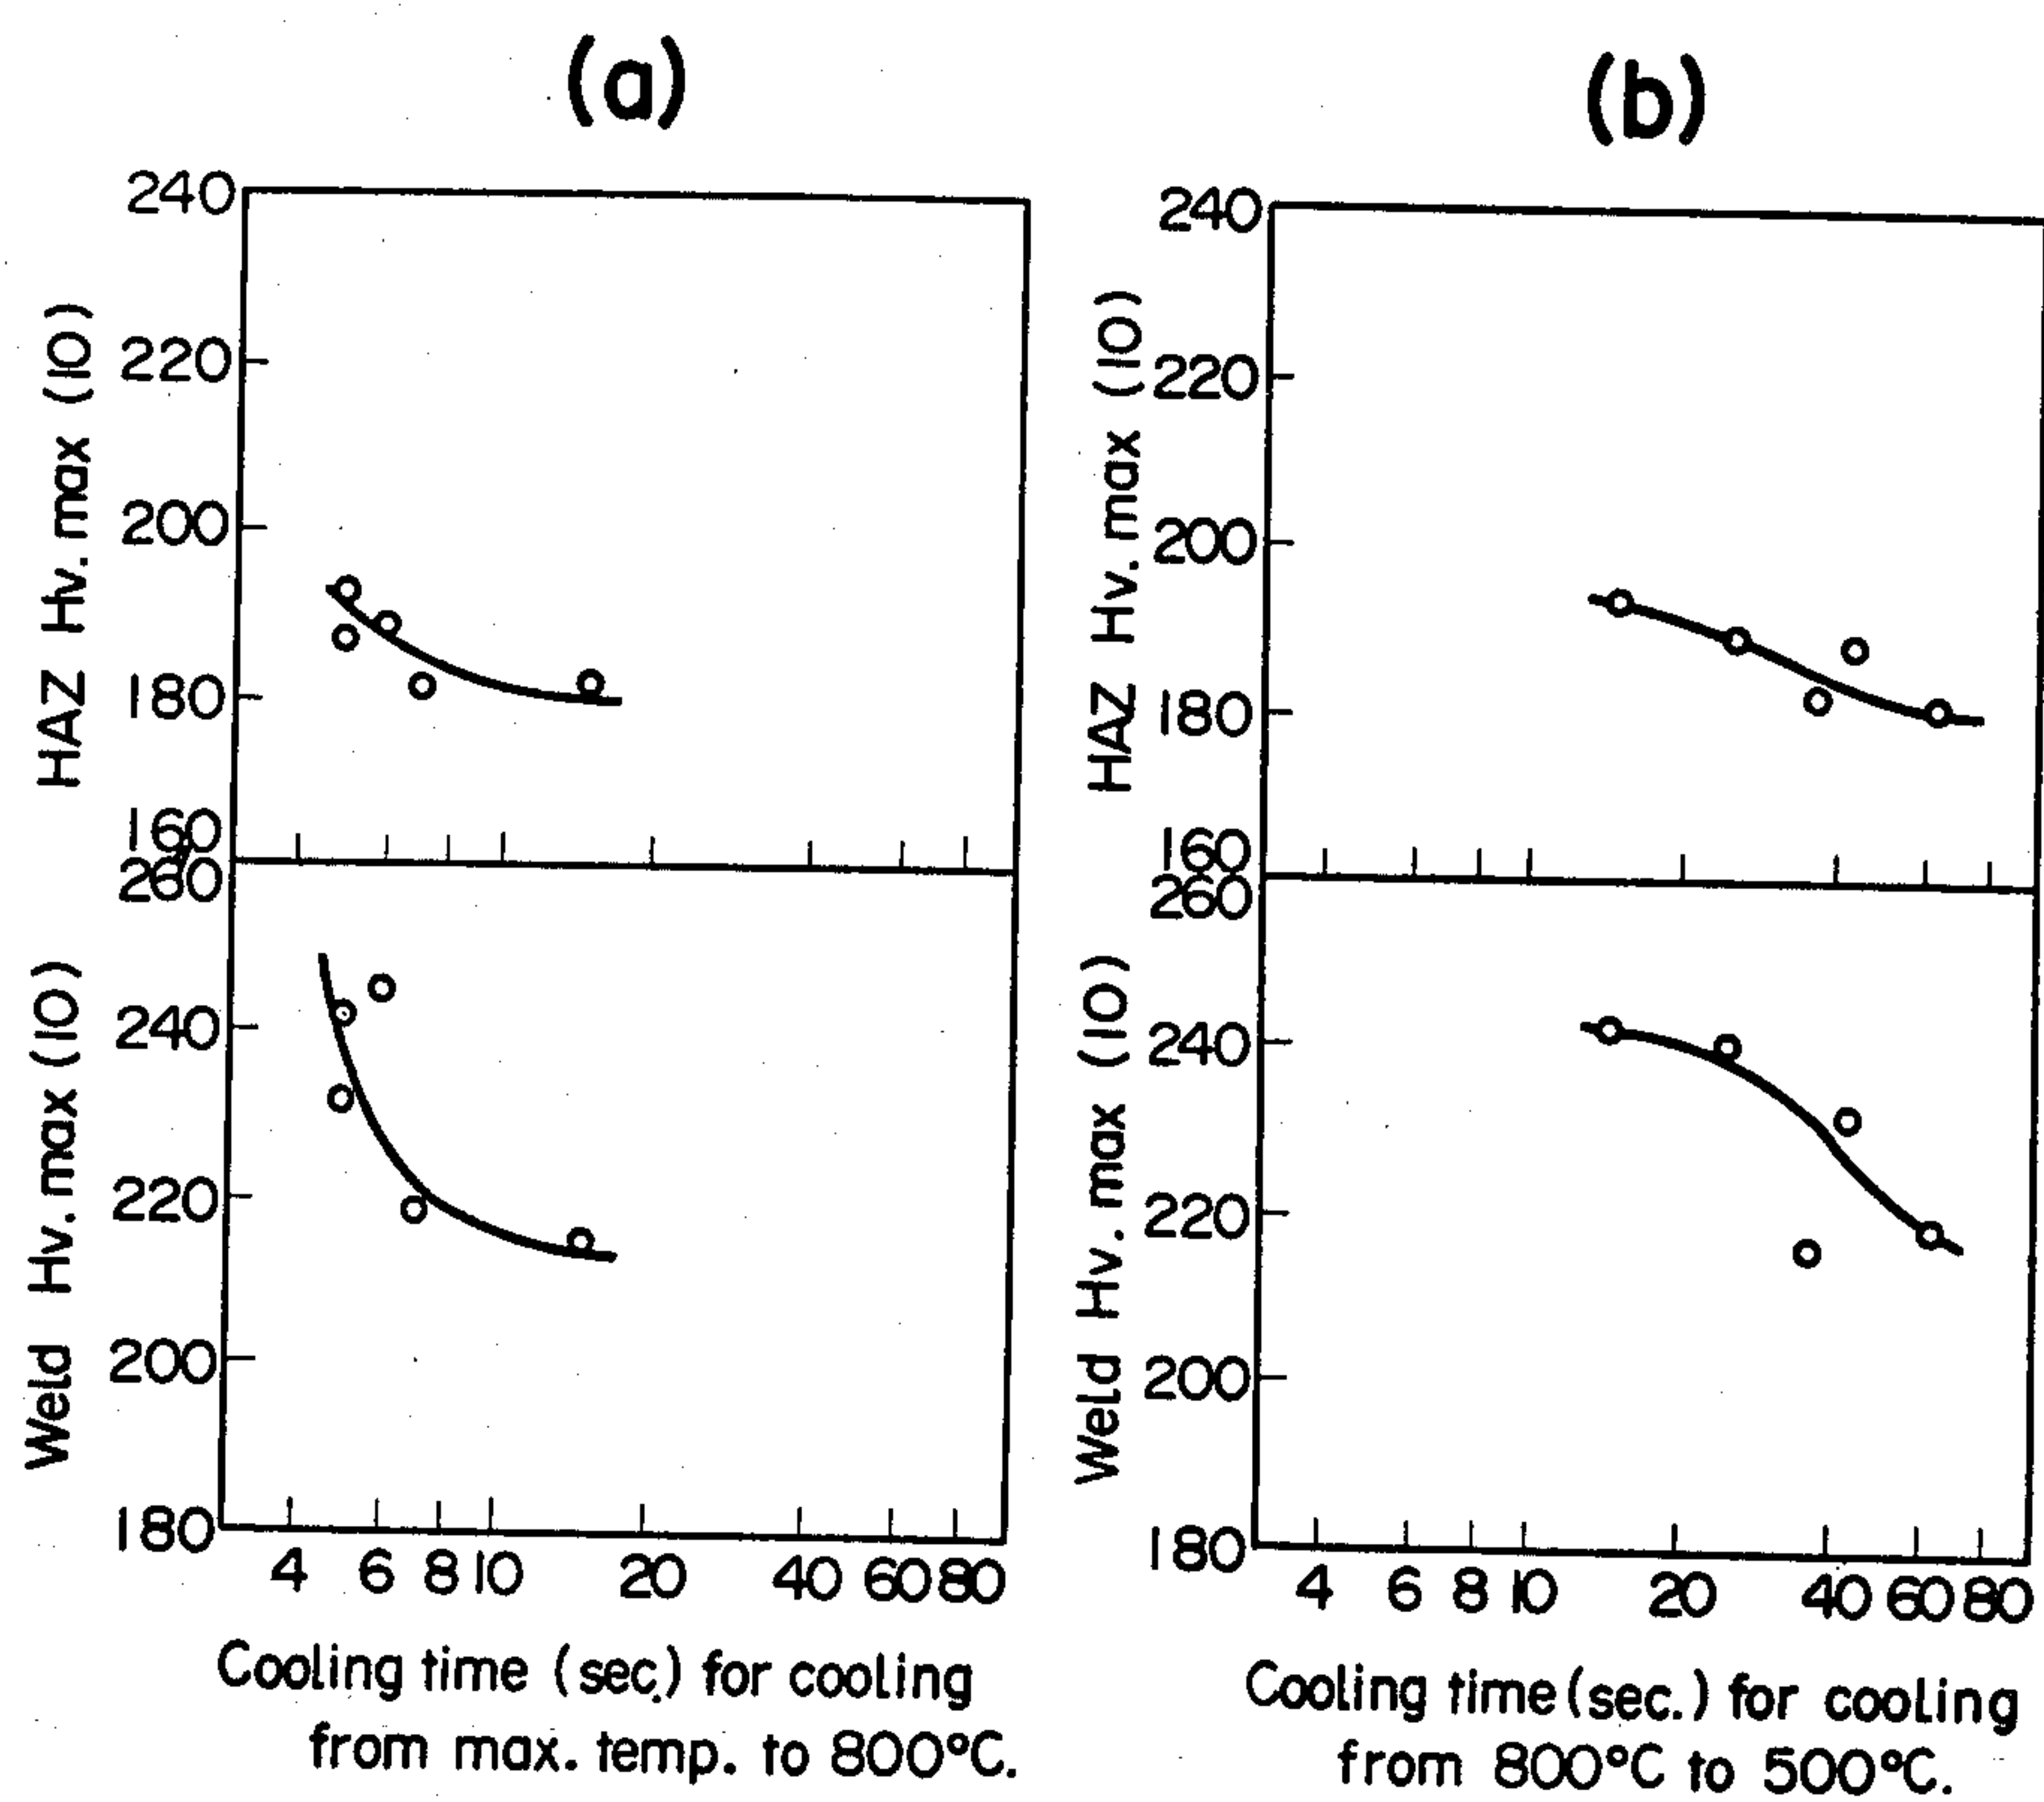 (a)
(b)
HAZ Hv. max (10)
240
220
200
180
160
Weld Hv. max (10)
260
240
220
200
180
4 6 8 10 20 40 60 80
Cooling time (sec.) for cooling
from max. temp. to 800°C.
HAZ Hv. max (10)
240
220
200
180
160
Weld Hv. max (10)
260
240
220
200
180
4 6 8 10 20 40 60 80
Cooling time (sec.) for cooling
from 800°C to 500°C.